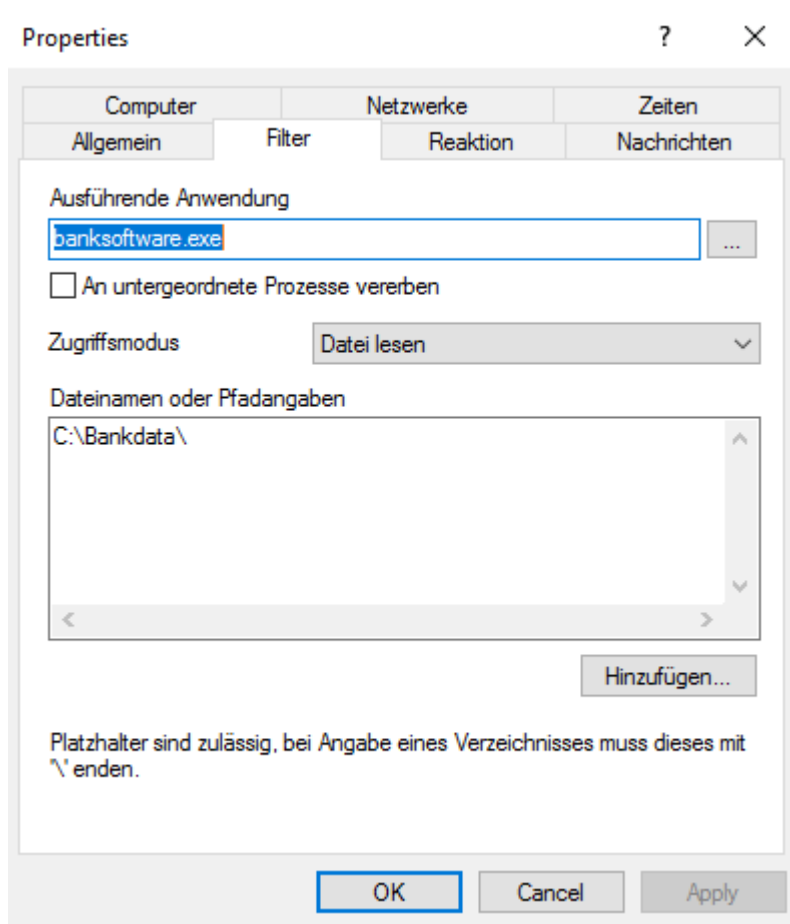 Properties
?
Computer
Netzwerke
Zeiten
Allgemein
Filter
Reaktion
Nachrichten
Ausführende Anwendung
banksoftware.exe
...
An untergeordnete Prozesse vererben
Zugriffsmodus
Datei lesen
Dateinamen oder Pfadangaben
C:\Bankdata\
Hinzufügen...
Platzhalter sind zulässig, bei Angabe eines Verzeichnisses muss dieses mit
'\' enden.
OK
Cancel
Apply